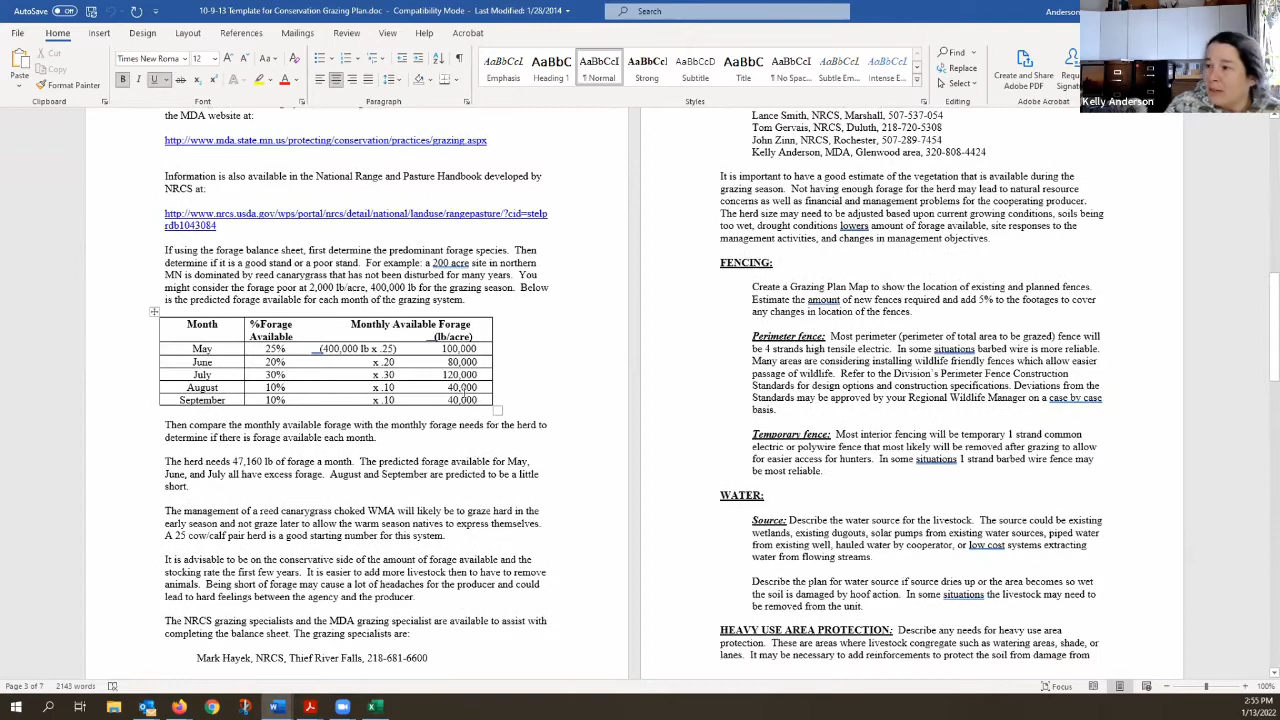 AutoSave Off
10-9-13 Template for Conservation Grazing Plan.doc - Compatibility Mode - Last Modified: 1/28/2014
Search
Anderson
File Home Insert Draw Design Layout References Mailings Review View Help Acrobat
Cut
Copy
Format Painter
Paste
Times New Roma 12
Emphasis Heading 1 ¶ Normal Strong Subtitle Title ¶ No Spac... Subtle Em... Intense E...
Find
Replace
Select
Create and Share Adobe PDF
Clipboard Font Paragraph Styles Editing Adobe Acrobat
Kelly Anderson
the MDA website at:
http://www.mda.state.mn.us/protecting/conservation/practices/grazing.aspx
Information is also available in the National Range and Pasture Handbook developed by
NRCS at:
http://www.nrcs.usda.gov/wps/portal/nrcs/detail/national/landuse/rangepasture/?cid=stelp
rdb1043084
If using the forage balance sheet, first determine the predominant forage species. Then
determine if it is a good stand or a poor stand. For example: a 200 acre site in northern
MN is dominated by reed canarygrass that has not been disturbed for many years. You
might consider the forage poor at 2,000 lb/acre, 400,000 lb for the grazing season. Below
is the predicted forage available for each month of the grazing system.
Month %Forage Available Monthly Available Forage (lb/acre)
May 25% (400,000 lb x .25) 100,000
June 20% x .20 80,000
July 30% x .30 120,000
August 10% x .10 40,000
September 10% x .10 40,000
Then compare the monthly available forage with the monthly forage needs for the herd to
determine if there is forage available each month.
The herd needs 47,160 lb of forage a month. The predicted forage available for May,
June, and July all have excess forage. August and September are predicted to be a little
short.
The management of a reed canarygrass choked WMA will likely be to graze hard in the
early season and not graze later to allow the warm season natives to express themselves.
A 25 cow/calf pair herd is a good starting number for this system.
It is advisable to be on the conservative side of the amount of forage available and the
stocking rate the first few years. It is easier to add more livestock then to have to remove
animals. Being short of forage may cause a lot of headaches for the producer and could
lead to hard feelings between the agency and the producer.
The NRCS grazing specialists and the MDA grazing specialist are available to assist with
completing the balance sheet. The grazing specialists are:
Mark Hayek, NRCS, Thief River Falls, 218-681-6600
Lance Smith, NRCS, Marshall, 507-537-054
Tom Gervais, NRCS, Duluth, 218-720-5308
John Zinn, NRCS, Rochester, 507-289-7454
Kelly Anderson, MDA, Glenwood area, 320-808-4424
It is important to have a good estimate of the vegetation that is available during the
grazing season. Not having enough forage for the herd may lead to natural resource
concerns as well as financial and management problems for the cooperating producer.
The herd size may need to be adjusted based upon current growing conditions, soils being
too wet, drought conditions lowers amount of forage available, site responses to the
management activities, and changes in management objectives.
FENCING:
Create a Grazing Plan Map to show the location of existing and planned fences.
Estimate the amount of new fences required and add 5% to the footages to cover
any changes in location of the fences.
Perimeter fence: Most perimeter (perimeter of total area to be grazed) fence will
be 4 strands high tensile electric. In some situations barbed wire is more reliable.
Many areas are considering installing wildlife friendly fences which allow easier
passage of wildlife. Refer to the Division's Perimeter Fence Construction
Standards for design options and construction specifications. Deviations from the
Standards may be approved by your Regional Wildlife Manager on a case by case
basis.
Temporary fence: Most interior fencing will be temporary 1 strand common
electric or polywire fence that most likely will be removed after grazing to allow
for easier access for hunters. In some situations 1 strand barbed wire fence may
be most reliable.
WATER:
Source: Describe the water source for the livestock. The source could be existing
wetlands, existing dugouts, solar pumps from existing water sources, piped water
from existing well, hauled water by cooperator, or low cost systems extracting
water from flowing streams.
Describe the plan for water source if source dries up or the area becomes so wet
the soil is damaged by hoof action. In some situations the livestock may need to
be removed from the unit.
HEAVY USE AREA PROTECTION: Describe any needs for heavy use area
protection. These are areas where livestock congregate such as watering areas, shade, or
lanes. It may be necessary to add reinforcements to protect the soil from damage from
Page 3 of 7 2143 words Focus 100%
2:55 PM
1/13/2022